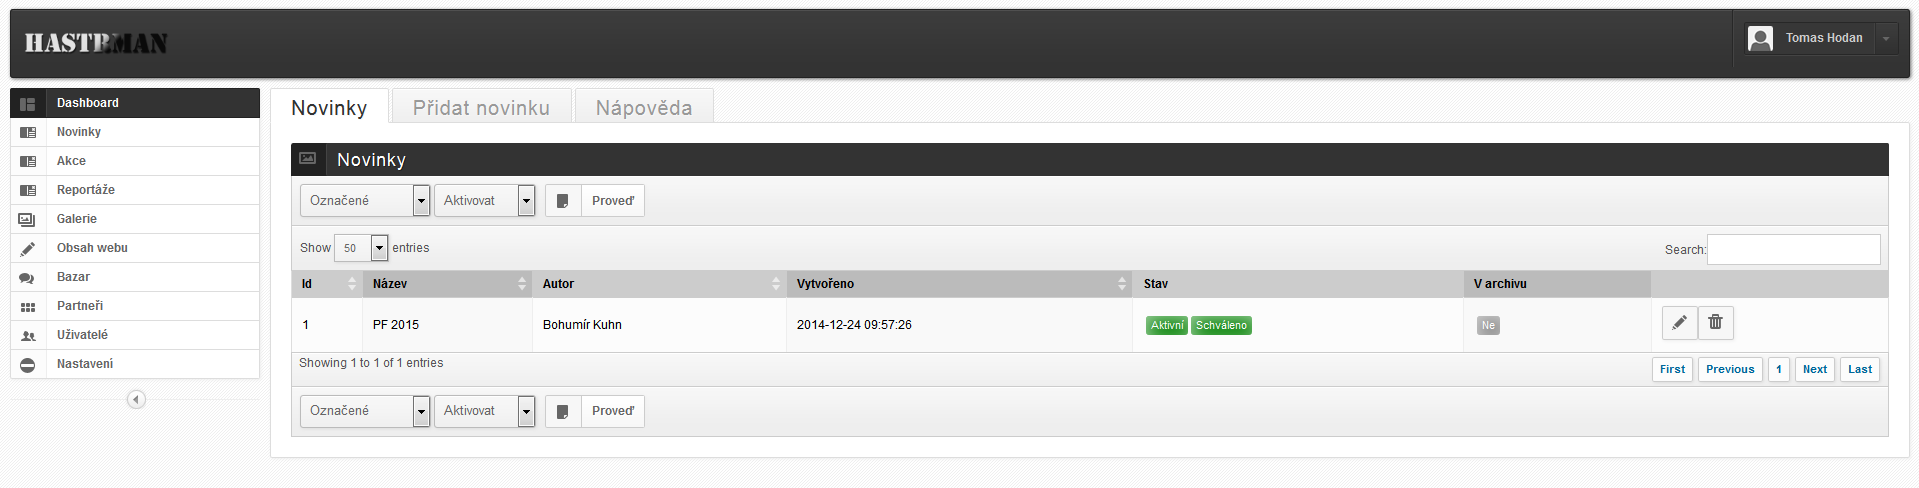 HASTRMAN
Tomas Hodan
Dashboard
Novinky
Akce
Reportáže
Galerie
Obsah webu
Bazar
Partneři
Uživatelé
Nastavení
Novinky Přidat novinku Nápověda
Novinky
Označené Aktivovat Proveď
Show 50 entries Search:
Id Název Autor Vytvořeno Stav V archivu
1 PF 2015 Bohumír Kuhn 2014-12-24 09:57:26 Aktivní Schváleno Ne
Showing 1 to 1 of 1 entries First Previous 1 Next Last
Označené Aktivovat Proveď